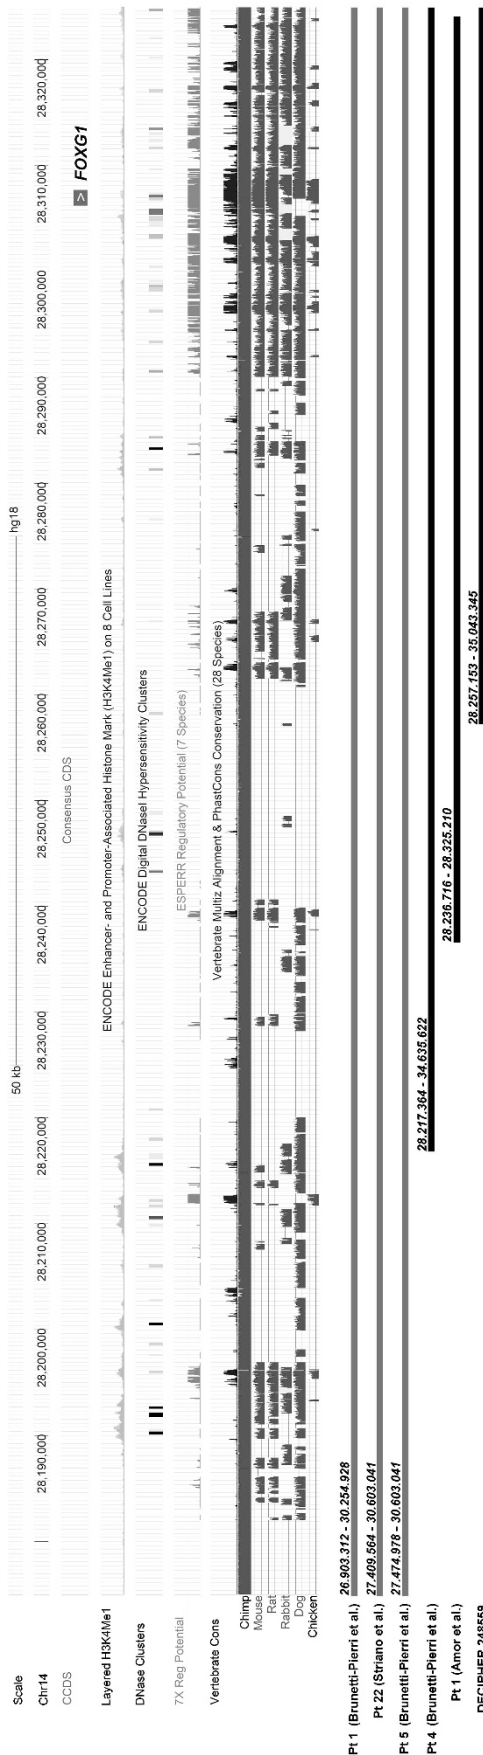 Scale 50 kb hg18
Chr14 28,190,000 28,200,000 28,210,000 28,220,000 28,230,000 28,240,000 28,250,000 28,260,000 28,270,000 28,280,000 28,290,000 28,300,000 28,310,000 28,320,000
CCDS Consensus CDS
> FOXG1
ENCODE Enhancer- and Promoter-Associated Histone Mark (H3K4Me1) on 8 Cell Lines
Layered H3K4Me1
ENCODE Digital DNaseI Hypersensitivity Clusters
DNase Clusters
ESPERR Regulatory Potential (7 Species)
7X Reg Potential
Vertebrate Multiz Alignment & PhastCons Conservation (28 Species)
Vertebrate Cons
Chimp
Mouse
Rat
Rabbit
Dog
Chicken
Pt 1 (Brunetti-Pierri et al.) 26.903.312 - 30.254.928
Pt 22 (Striano et al.) 27.409.564 - 30.603.041
Pt 5 (Brunetti-Pierri et al.) 27.474.978 - 30.603.041
Pt 4 (Brunetti-Pierri et al.) 28.217.364 - 34.635.622
Pt 1 (Amor et al.) 28.236.716 - 28.325.210
DECIPHER 248559 28.257.153 - 35.043.345